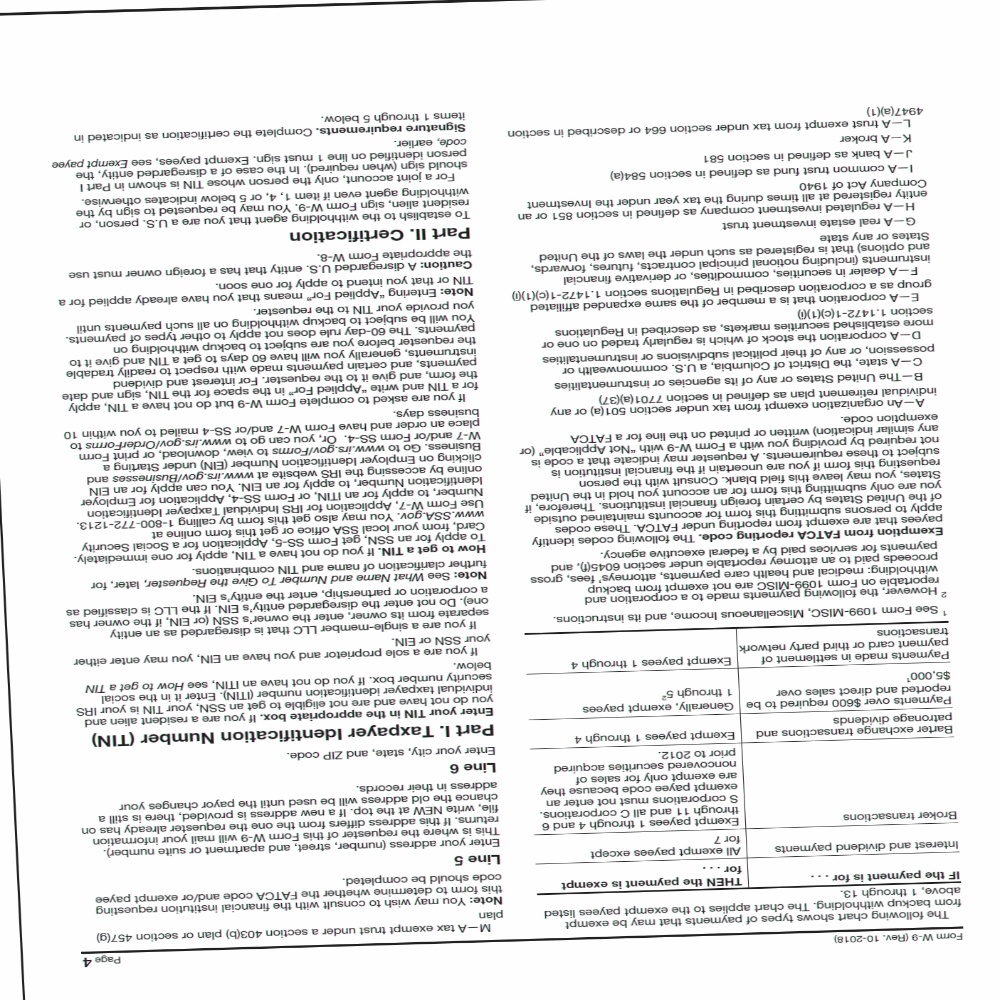 Form W-9 (Rev. 10-2018)
Page 4
The following chart shows types of payments that may be exempt
from backup withholding. The chart applies to the exempt payees listed
above, 1 through 13.
IF the payment is for . . .
THEN the payment is exempt
for . . .
Interest and dividend payments
All exempt payees except
for 7
Broker transactions
Exempt payees 1 through 4 and 6
through 11 and all C corporations.
S corporations must not enter an
exempt payee code because they
are exempt only for sales of
noncovered securities acquired
prior to 2012.
Barter exchange transactions and
patronage dividends
Exempt payees 1 through 4
Payments over $600 required to be
reported and direct sales over
$5,000¹
Generally, exempt payees
1 through 5²
Payments made in settlement of
payment card or third party network
transactions
Exempt payees 1 through 4
¹ See Form 1099-MISC, Miscellaneous Income, and its instructions.
² However, the following payments made to a corporation and
reportable on Form 1099-MISC are not exempt from backup
withholding: medical and health care payments, attorneys' fees, gross
proceeds paid to an attorney reportable under section 6045(f), and
payments for services paid by a federal executive agency.
Exemption from FATCA reporting code. The following codes identify
payees that are exempt from reporting under FATCA. These codes
apply to persons submitting this form for accounts maintained outside
of the United States by certain foreign financial institutions. Therefore, if
you are only submitting this form for an account you hold in the United
States, you may leave this field blank. Consult with the person
requesting this form if you are uncertain if the financial institution is
subject to these requirements. A requester may indicate that a code is
not required by providing you with a Form W-9 with "Not Applicable" (or
any similar indication) written or printed on the line for a FATCA
exemption code.
A—An organization exempt from tax under section 501(a) or any
individual retirement plan as defined in section 7701(a)(37)
B—The United States or any of its agencies or instrumentalities
C—A state, the District of Columbia, a U.S. commonwealth or
possession, or any of their political subdivisions or instrumentalities
D—A corporation the stock of which is regularly traded on one or
more established securities markets, as described in Regulations
section 1.1472-1(c)(1)(i)
E—A corporation that is a member of the same expanded affiliated
group as a corporation described in Regulations section 1.1472-1(c)(1)(i)
F—A dealer in securities, commodities, or derivative financial
instruments (including notional principal contracts, futures, forwards,
and options) that is registered as such under the laws of the United
States or any state
G—A real estate investment trust
H—A regulated investment company as defined in section 851 or an
entity registered at all times during the tax year under the Investment
Company Act of 1940
I—A common trust fund as defined in section 584(a)
J—A bank as defined in section 581
K—A broker
L—A trust exempt from tax under section 664 or described in section
4947(a)(1)
M—A tax exempt trust under a section 403(b) plan or section 457(g)
plan
Note: You may wish to consult with the financial institution requesting
this form to determine whether the FATCA code and/or exempt payee
code should be completed.
Line 5
Enter your address (number, street, and apartment or suite number).
This is where the requester of this Form W-9 will mail your information
returns. If this address differs from the one the requester already has on
file, write NEW at the top. If a new address is provided, there is still a
chance the old address will be used until the payor changes your
address in their records.
Line 6
Enter your city, state, and ZIP code.
Part I. Taxpayer Identification Number (TIN)
Enter your TIN in the appropriate box. If you are a resident alien and
you do not have and are not eligible to get an SSN, your TIN is your IRS
individual taxpayer identification number (ITIN). Enter it in the social
security number box. If you do not have an ITIN, see How to get a TIN
below.
If you are a sole proprietor and you have an EIN, you may enter either
your SSN or EIN.
If you are a single-member LLC that is disregarded as an entity
separate from its owner, enter the owner's SSN (or EIN, if the owner has
one). Do not enter the disregarded entity's EIN. If the LLC is classified as
a corporation or partnership, enter the entity's EIN.
Note: See What Name and Number To Give the Requester, later, for
further clarification of name and TIN combinations.
How to get a TIN. If you do not have a TIN, apply for one immediately.
To apply for an SSN, get Form SS-5, Application for a Social Security
Card, from your local SSA office or get this form online at
www.SSA.gov. You may also get this form by calling 1-800-772-1213.
Use Form W-7, Application for IRS Individual Taxpayer Identification
Number, to apply for an ITIN, or Form SS-4, Application for Employer
Identification Number, to apply for an EIN. You can apply for an EIN
online by accessing the IRS website at www.irs.gov/Businesses and
clicking on Employer Identification Number (EIN) under Starting a
Business. Go to www.irs.gov/Forms to view, download, or print Form
W-7 and/or Form SS-4. Or, you can go to www.irs.gov/OrderForms to
place an order and have Form W-7 and/or SS-4 mailed to you within 10
business days.
If you are asked to complete Form W-9 but do not have a TIN, apply
for a TIN and write "Applied For" in the space for the TIN, sign and date
the form, and give it to the requester. For interest and dividend
payments, and certain payments made with respect to readily tradable
instruments, generally you will have 60 days to get a TIN and give it to
the requester before you are subject to backup withholding on
payments. The 60-day rule does not apply to other types of payments.
You will be subject to backup withholding on all such payments until
you provide your TIN to the requester.
Note: Entering "Applied For" means that you have already applied for a
TIN or that you intend to apply for one soon.
Caution: A disregarded U.S. entity that has a foreign owner must use
the appropriate Form W-8.
Part II. Certification
To establish to the withholding agent that you are a U.S. person, or
resident alien, sign Form W-9. You may be requested to sign by the
withholding agent even if item 1, 4, or 5 below indicates otherwise.
For a joint account, only the person whose TIN is shown in Part I
should sign (when required). In the case of a disregarded entity, the
person identified on line 1 must sign. Exempt payees, see Exempt payee
code, earlier.
Signature requirements. Complete the certification as indicated in
items 1 through 5 below.